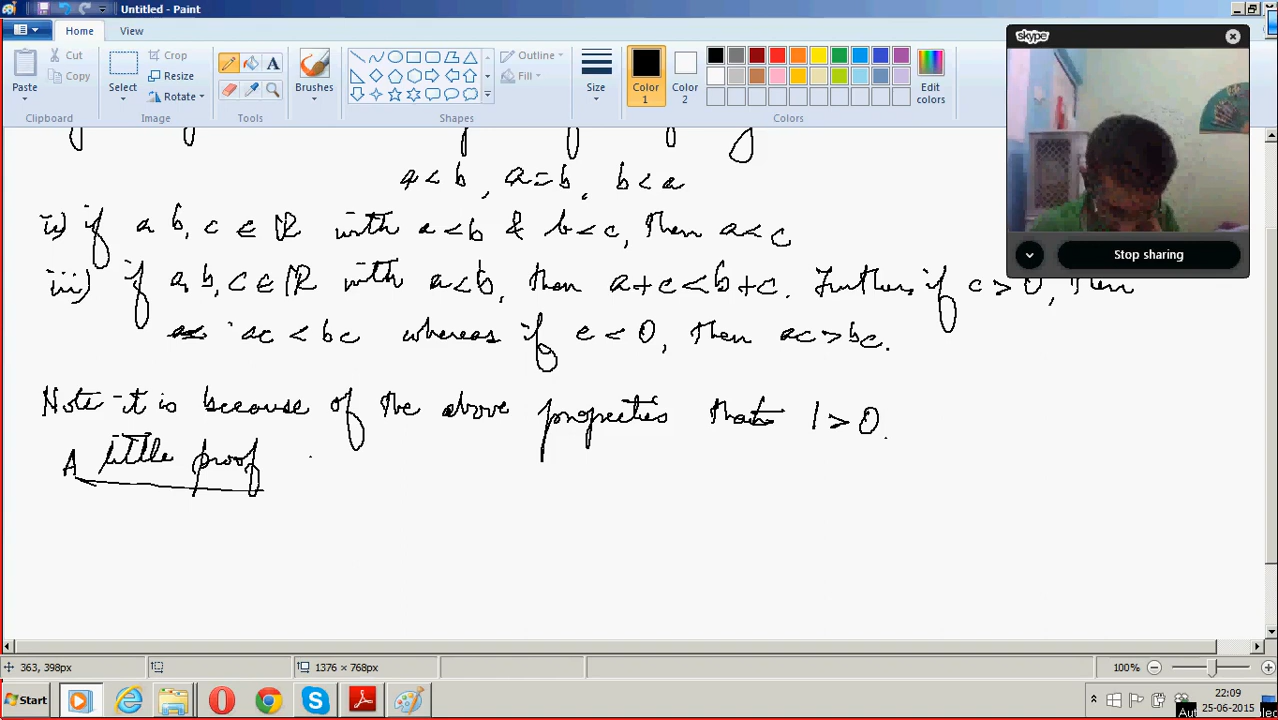 Untitled - Paint
Home View
Paste
Cut
Copy
Clipboard
Select
Crop
Resize
Rotate
Image
Tools
Brushes
Outline
Fill
Shapes
Size
Color 1
Color 2
Edit colors
Colors
skype
Stop sharing
a < b , a = b , b < a
ii) if a b, c ∈ ℝ with a < b & b < c, then a < c
iii) if a, b, c ∈ ℝ with a < b, then a + c < b + c. Further, if c > 0, then
ac < bc whereas if c < 0, then ac > bc.
Note - it is because of the above properties that 1 > 0.
A little proof
363, 398px
1376 × 768px
100%
Start
22:09
25-06-2015